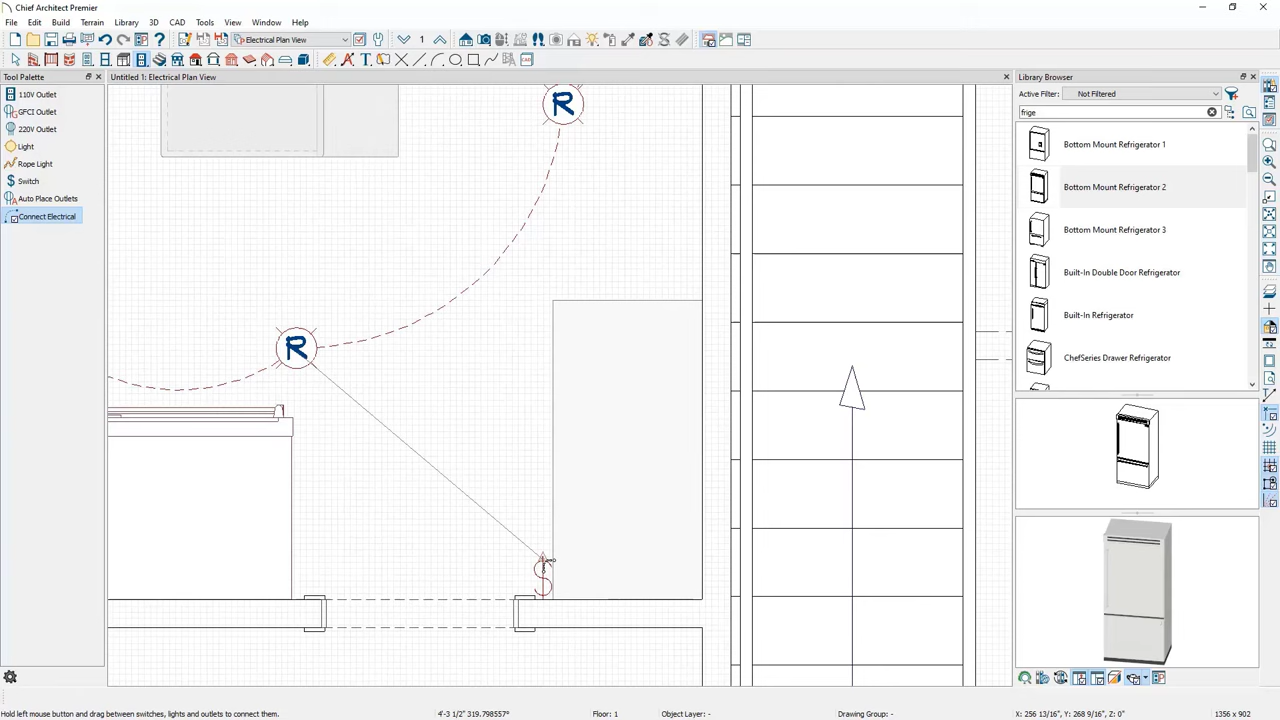 Chief Architect Premier
File Edit Build Terrain Library 3D CAD Tools View Window Help
Electrical Plan View 1
Tool Palette
Untitled 1: Electrical Plan View
Library Browser
110V Outlet
GFCI Outlet
220V Outlet
Light
Rope Light
Switch
Auto Place Outlets
Connect Electrical
R
R
S
Active Filter: Not Filtered
frige
Bottom Mount Refrigerator 1
Bottom Mount Refrigerator 2
Bottom Mount Refrigerator 3
Built-In Double Door Refrigerator
Built-In Refrigerator
ChefSeries Drawer Refrigerator
Hold left mouse button and drag between switches, lights and outlets to connect them.
4'-3 1/2" 319.798557°
Floor: 1
Object Layer: -
Drawing Group: -
X: 256 13/16", Y: 268 9/16", Z: 0"
1356 x 902